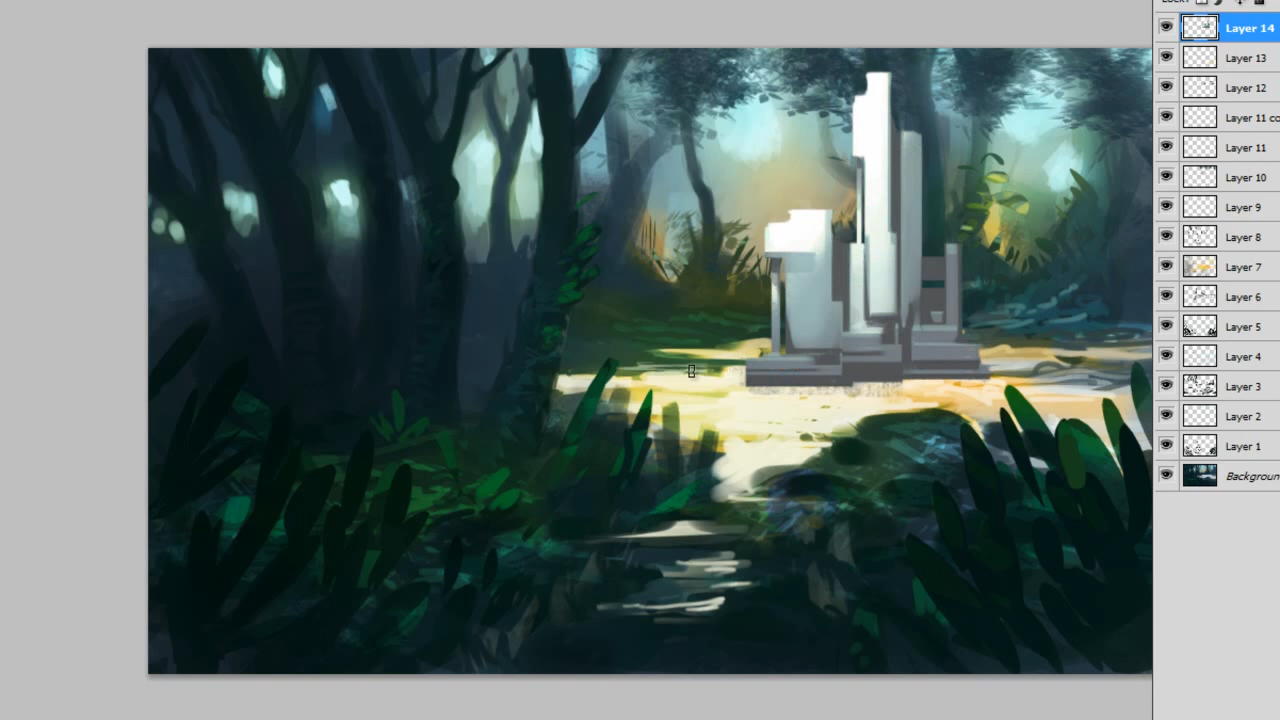 Layer 14
Layer 13
Layer 12
Layer 11 co
Layer 11
Layer 10
Layer 9
Layer 8
Layer 7
Layer 6
Layer 5
Layer 4
Layer 3
Layer 2
Layer 1
Backgroun